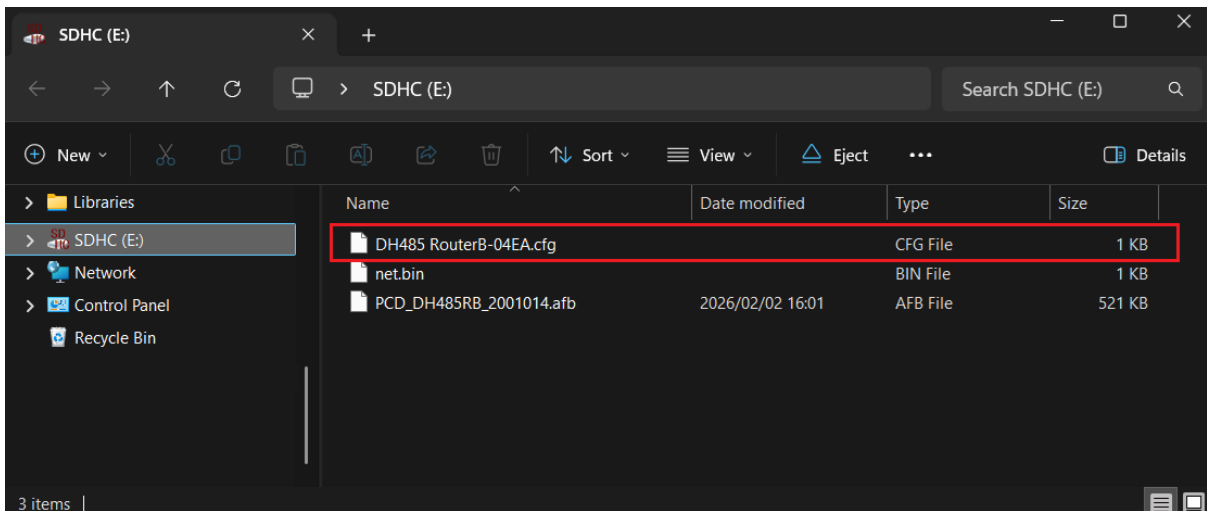 SDHC (E:)
SDHC (E:)
Search SDHC (E:)
New
Sort
View
Eject
Details
Libraries
SDHC (E:)
Network
Control Panel
Recycle Bin
Name Date modified Type Size
DH485 RouterB-04EA.cfg CFG File 1 KB
net.bin BIN File 1 KB
PCD_DH485RB_2001014.afb 2026/02/02 16:01 AFB File 521 KB
3 items